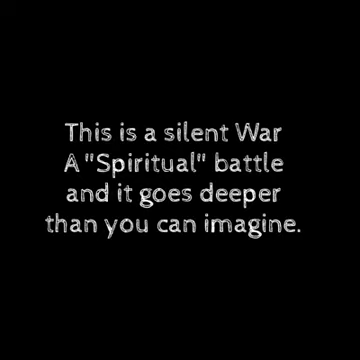 This is a silent War
A "Spiritual" battle
and it goes deeper
than you can imagine.